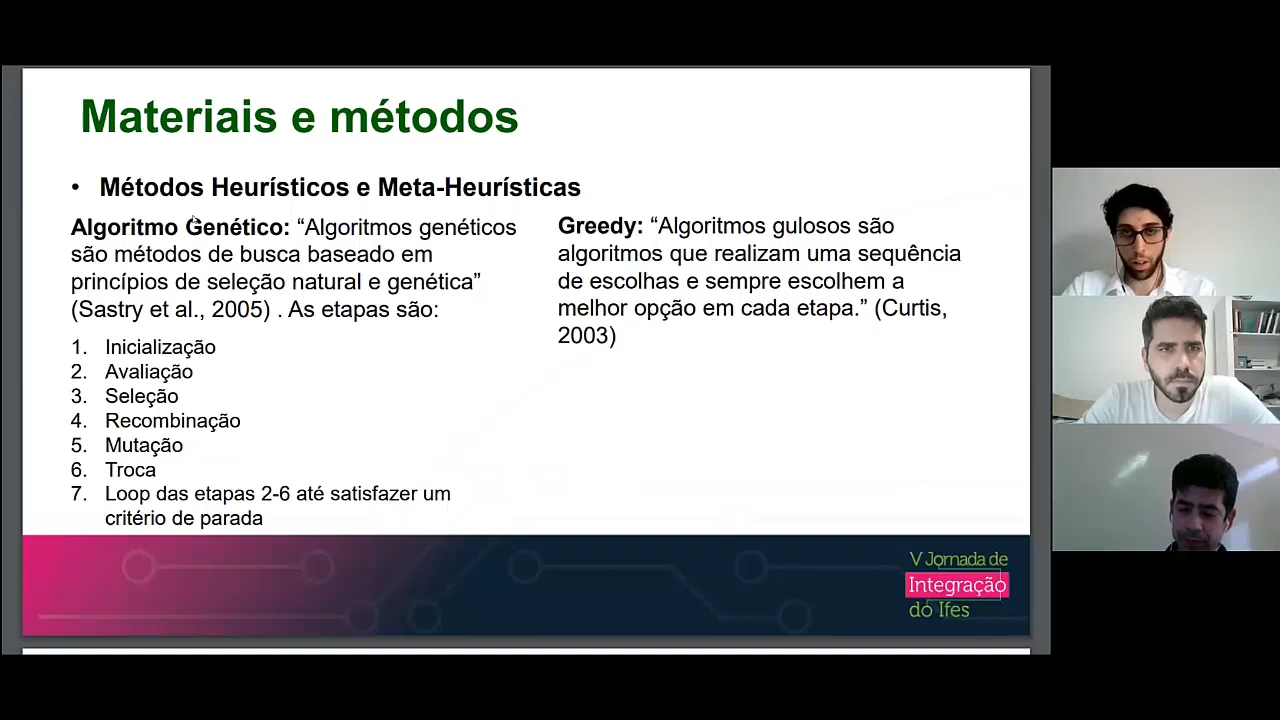 Materiais e métodos
• Métodos Heurísticos e Meta-Heurísticas
Algoritmo Genético: “Algoritmos genéticos
são métodos de busca baseado em
princípios de seleção natural e genética”
(Sastry et al., 2005) . As etapas são:
1. Inicialização
2. Avaliação
3. Seleção
4. Recombinação
5. Mutação
6. Troca
7. Loop das etapas 2-6 até satisfazer um
critério de parada
Greedy: “Algoritmos gulosos são
algoritmos que realizam uma sequência
de escolhas e sempre escolhem a
melhor opção em cada etapa.” (Curtis,
2003)
V Jornada de
Integração
do Ifes